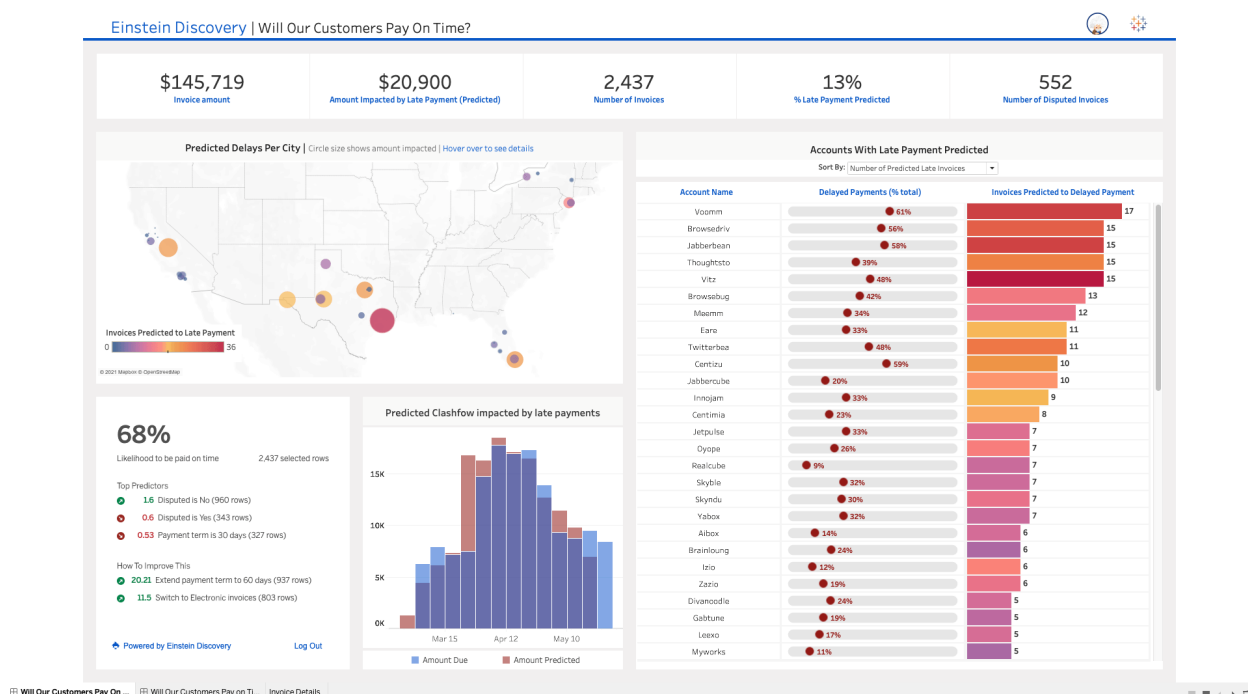 Einstein Discovery | Will Our Customers Pay On Time?
$145,719
Invoice amount
$20,900
Amount Impacted by Late Payment (Predicted)
2,437
Number of Invoices
13%
% Late Payment Predicted
552
Number of Disputed Invoices
Predicted Delays Per City | Circle size shows amount impacted | Hover over to see details
Invoices Predicted to Late Payment
0 36
© 2021 Mapbox © OpenStreetMap
68%
Likelihood to be paid on time 2,437 selected rows
Top Predictors
1.6 Disputed is No (960 rows)
0.6 Disputed is Yes (343 rows)
0.53 Payment term is 30 days (327 rows)
How To Improve This
20.21 Extend payment term to 60 days (937 rows)
11.5 Switch to Electronic invoices (803 rows)
Powered by Einstein Discovery Log Out
Predicted Clashfow impacted by late payments
15K
10K
5K
0K
Mar 15 Apr 12 May 10
Amount Due Amount Predicted
Accounts With Late Payment Predicted
Sort By: Number of Predicted Late Invoices
Account Name Delayed Payments (% total) Invoices Predicted to Delayed Payment
Voomm 61% 17
Browsedriv 56% 15
Jabberbean 58% 15
Thoughtsto 39% 15
Vitz 48% 15
Browsebug 42% 13
Meemm 34% 12
Eare 33% 11
Twitterbea 48% 11
Centizu 59% 10
Jabbercube 20% 10
Innojam 33% 9
Centimia 23% 8
Jetpulse 33% 7
Oyope 26% 7
Realcube 9% 7
Skyble 32% 7
Skyndu 30% 7
Yabox 32% 7
Aibox 14% 6
Brainloung 24% 6
Izio 12% 6
Zazio 19% 6
Divanoodle 24% 5
Gabtune 19% 5
Leexo 17% 5
Myworks 11% 5
Will Our Customers Pay On ... Will Our Customers Pay on Ti... Invoice Details